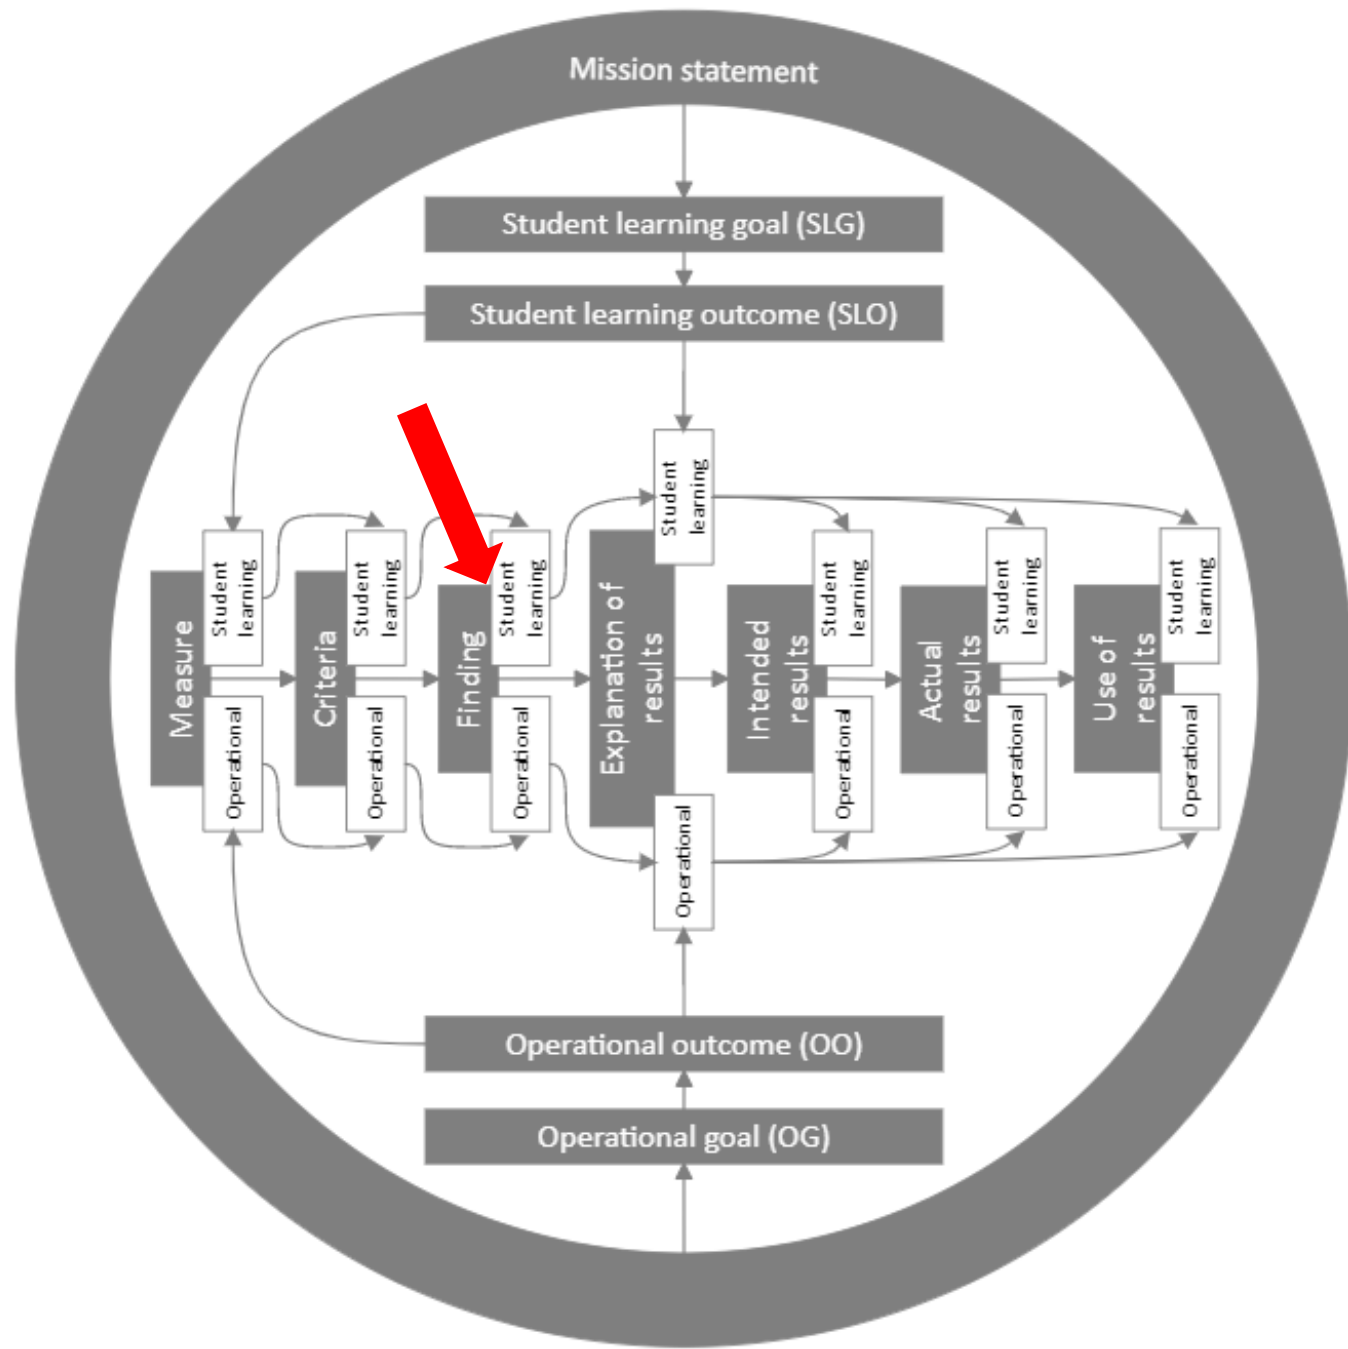 Mission statement
Student learning goal (SLG)
Student learning outcome (SLO)
Measure
Student
learning
Operational
Criteria
Student
learning
Operational
Finding
Student
learning
Operational
Explanation of
results
Student
learning
Operational
Intended
results
Student
learning
Operational
Actual
results
Student
learning
Operational
Use of
results
Student
learning
Operational
Operational outcome (OO)
Operational goal (OG)